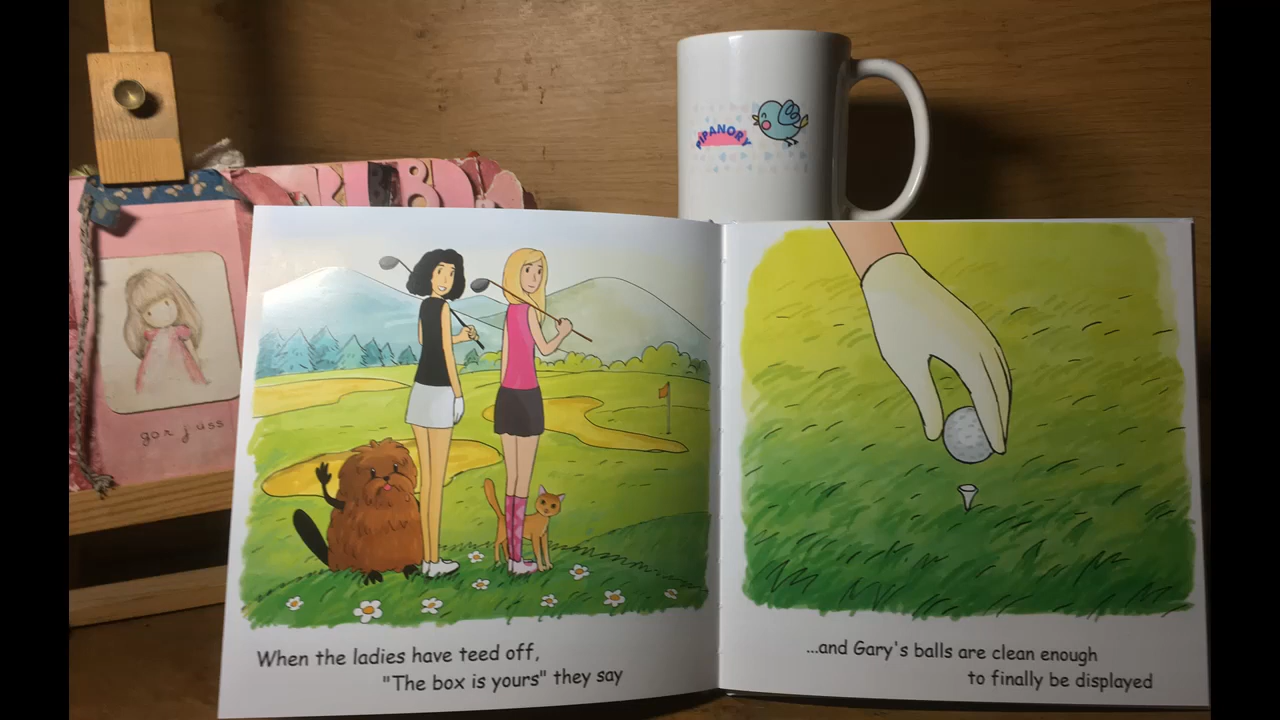 PIPANORY
gorjuss
When the ladies have teed off,
"The box is yours" they say
...and Gary's balls are clean enough
to finally be displayed